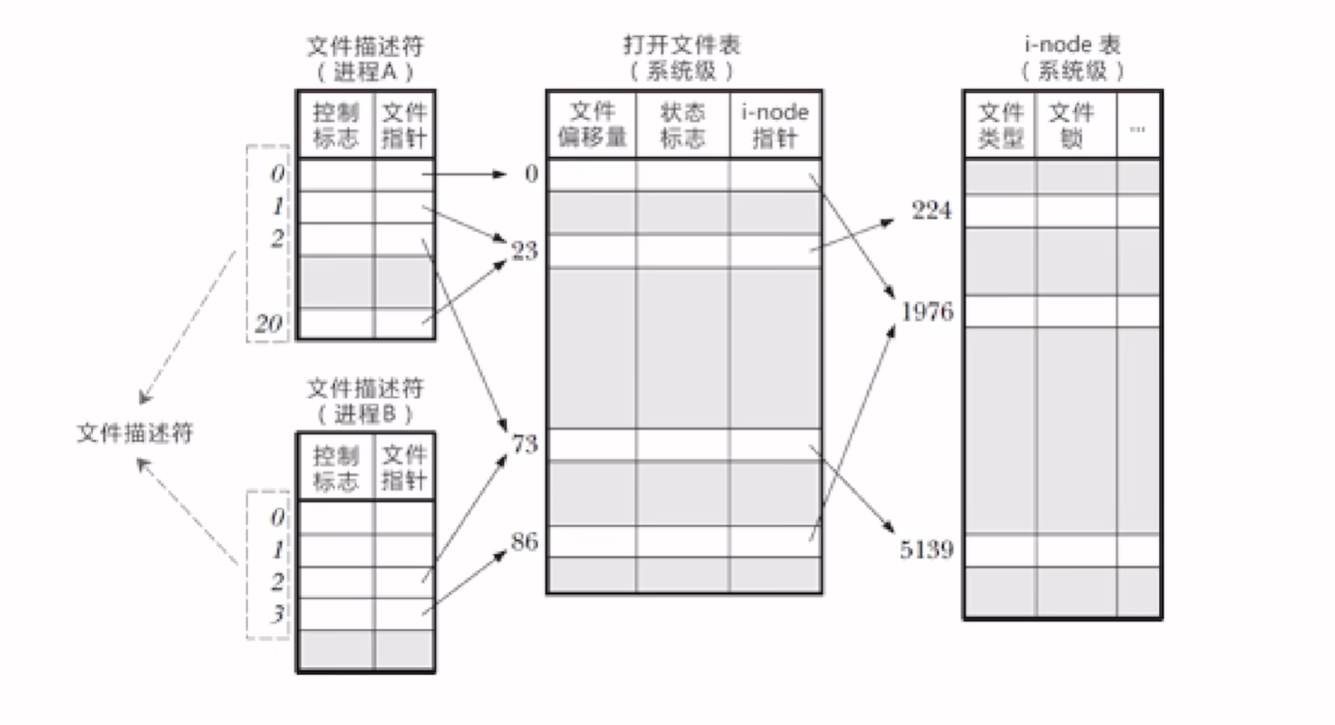 文件描述符
（进程A）
控制
标志
文件
指针
0
1
2
20
文件描述符
文件描述符
（进程B）
控制
标志
文件
指针
0
1
2
3
打开文件表
（系统级）
文件
偏移量
状态
标志
i-node
指针
0
23
73
86
i-node 表
（系统级）
文件
类型
文件
锁
...
224
1976
5139